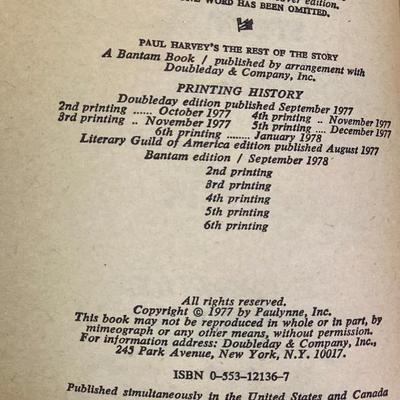 over edition.
NE WORD HAS BEEN OMITTED.
PAUL HARVEY'S THE REST OF THE STORY
A Bantam Book / published by arrangement with
Doubleday & Company, Inc.
PRINTING HISTORY
Doubleday edition published September 1977
2nd printing ...... October 1977 4th printing .. November 1977
3rd printing .. November 1977 5th printing .... December 1977
6th printing ........ January 1978
Literary Guild of America edition published August 1977
Bantam edition / September 1978
2nd printing
3rd printing
4th printing
5th printing
6th printing
All rights reserved.
Copyright © 1977 by Paulynne, Inc.
This book may not be reproduced in whole or in part, by
mimeograph or any other means, without permission.
For information address: Doubleday & Company, Inc.,
245 Park Avenue, New York, N.Y. 10017.
ISBN 0-553-12136-7
Published simultaneously in the United States and Canada